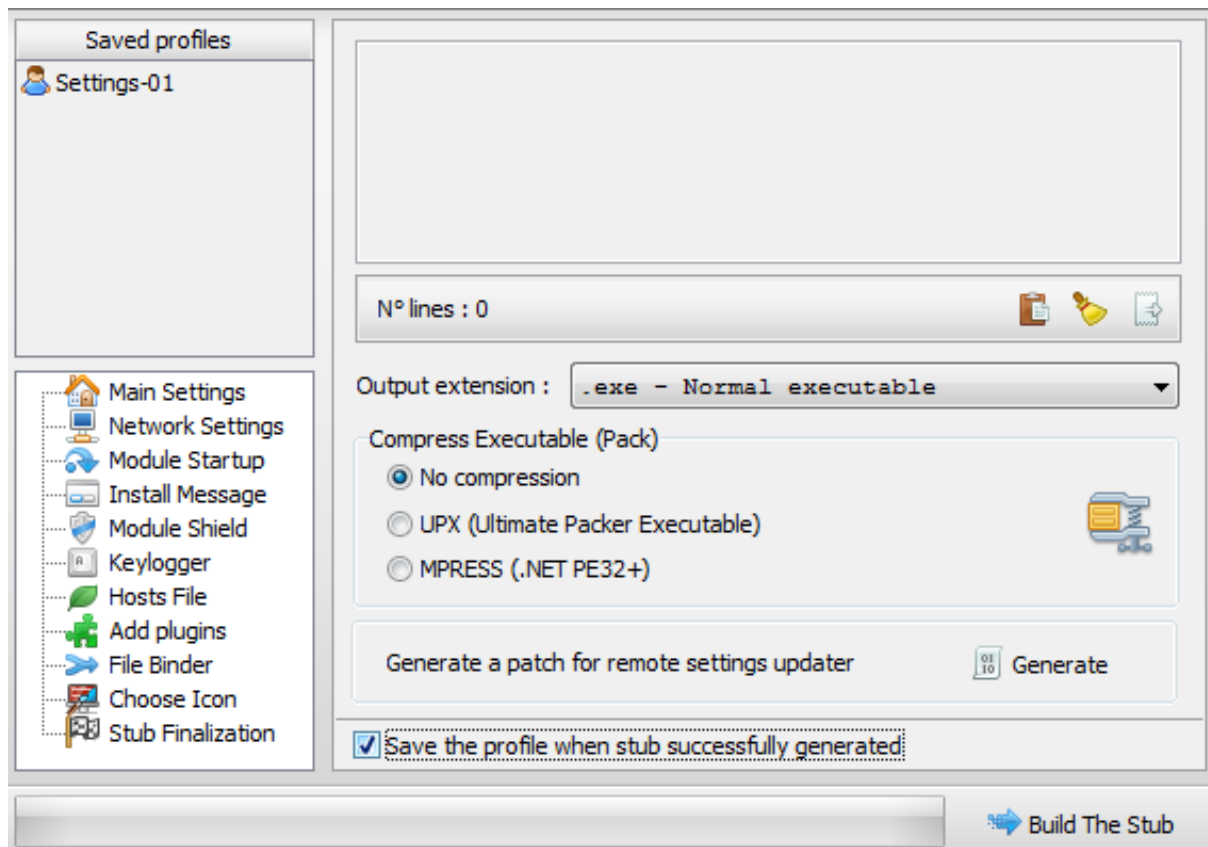 Saved profiles
Settings-01
Main Settings
Network Settings
Module Startup
Install Message
Module Shield
Keylogger
Hosts File
Add plugins
File Binder
Choose Icon
Stub Finalization
N° lines : 0
Output extension : .exe - Normal executable
Compress Executable (Pack)
No compression
UPX (Ultimate Packer Executable)
MPRESS (.NET PE32+)
Generate a patch for remote settings updater Generate
Save the profile when stub successfully generated
Build The Stub